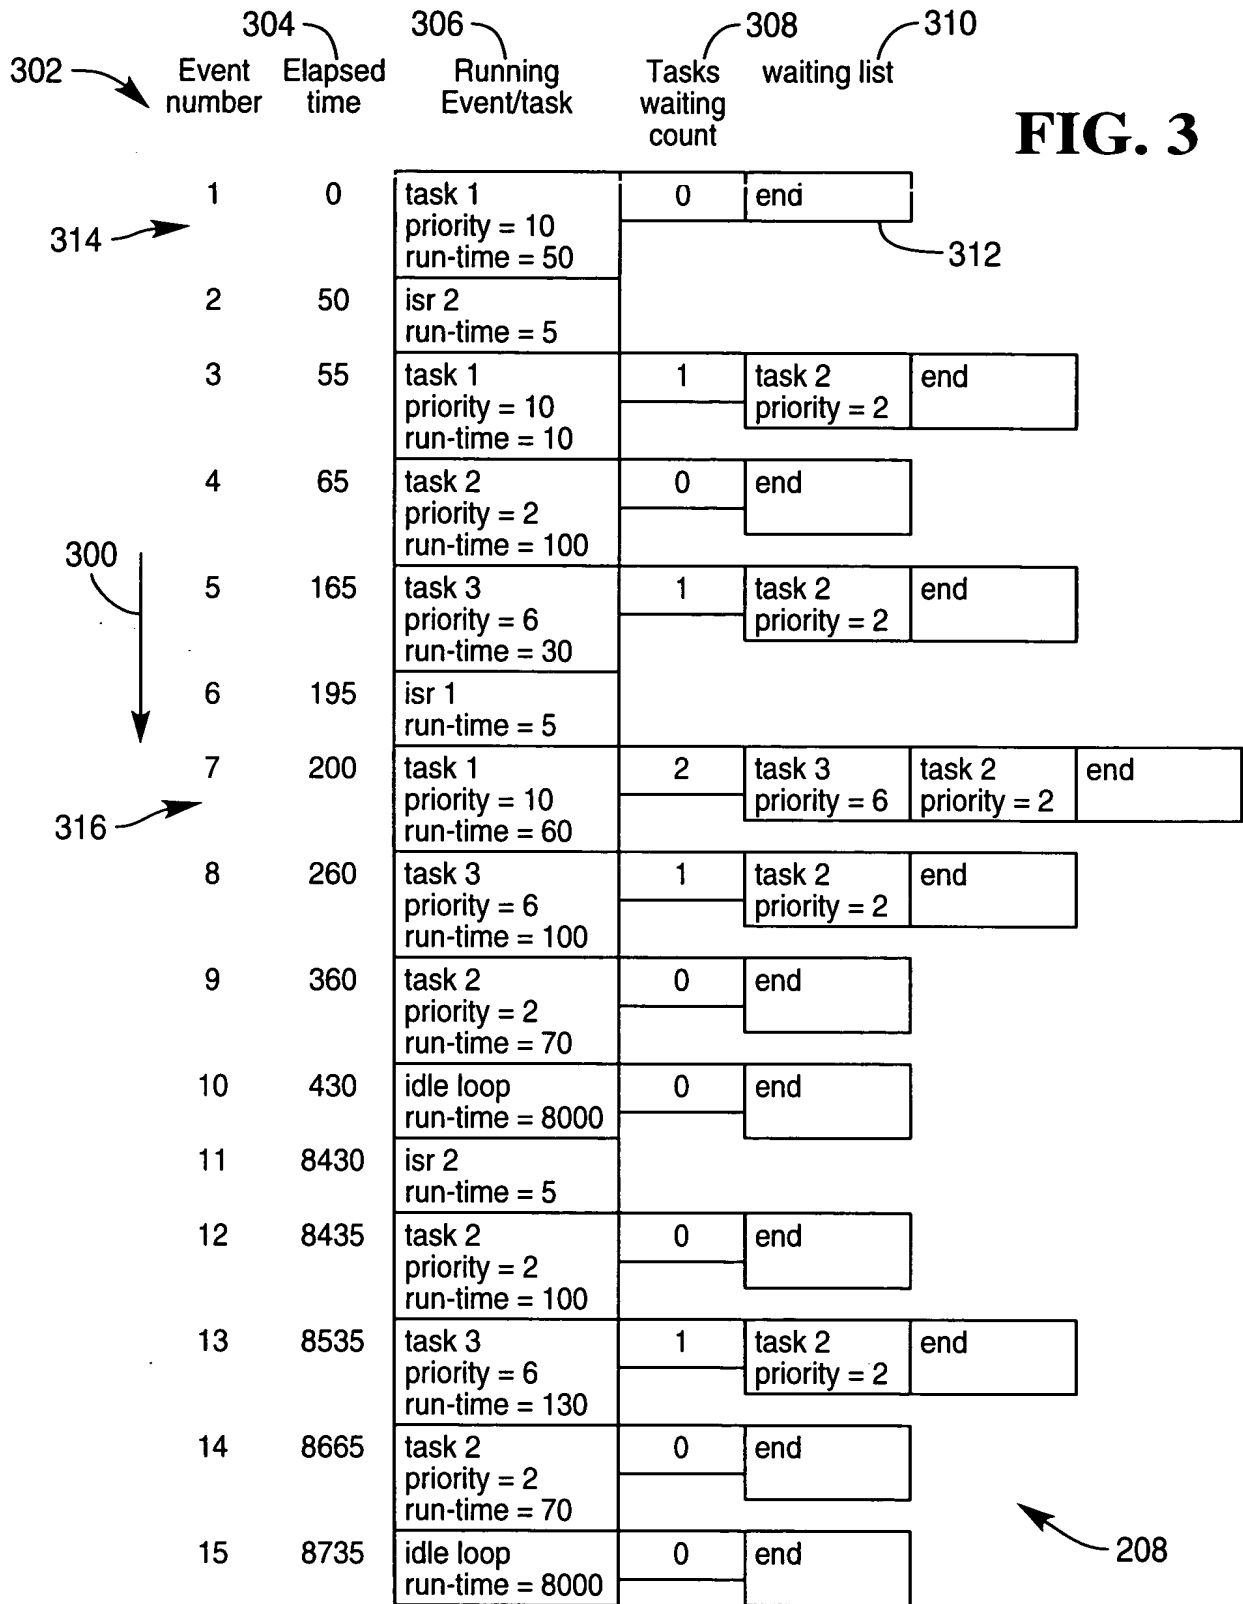 304 306 308 310
302 Event Elapsed Running Tasks waiting list
number time Event/task waiting
count
FIG. 3
1 0 task 1 0 end
314 priority = 10 312
run-time = 50
2 50 isr 2
run-time = 5
3 55 task 1 1 task 2 end
priority = 10 priority = 2
run-time = 10
4 65 task 2 0 end
priority = 2
run-time = 100
300
5 165 task 3 1 task 2 end
priority = 6 priority = 2
run-time = 30
6 195 isr 1
run-time = 5
7 200 task 1 2 task 3 task 2 end
priority = 10 priority = 6 priority = 2
316 run-time = 60
8 260 task 3 1 task 2 end
priority = 6 priority = 2
run-time = 100
9 360 task 2 0 end
priority = 2
run-time = 70
10 430 idle loop 0 end
run-time = 8000
11 8430 isr 2
run-time = 5
12 8435 task 2 0 end
priority = 2
run-time = 100
13 8535 task 3 1 task 2 end
priority = 6 priority = 2
run-time = 130
14 8665 task 2 0 end
priority = 2
run-time = 70
15 8735 idle loop 0 end 208
run-time = 8000